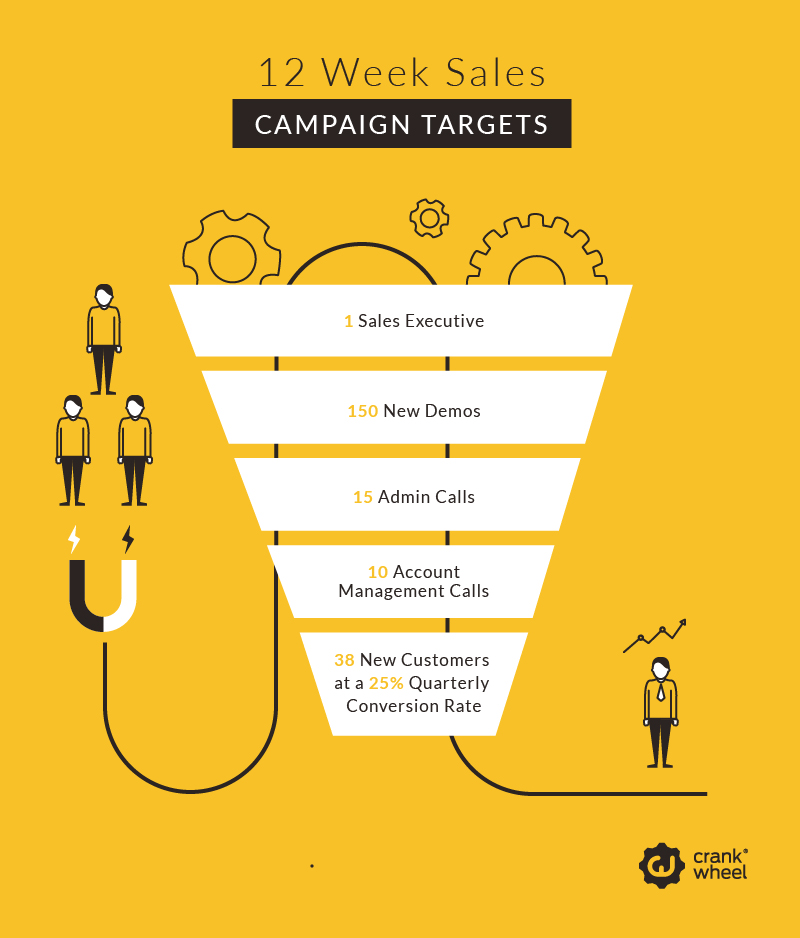 12 Week Sales
CAMPAIGN TARGETS
1 Sales Executive
150 New Demos
15 Admin Calls
10 Account
Management Calls
38 New Customers
at a 25% Quarterly
Conversion Rate
crank®
wheel